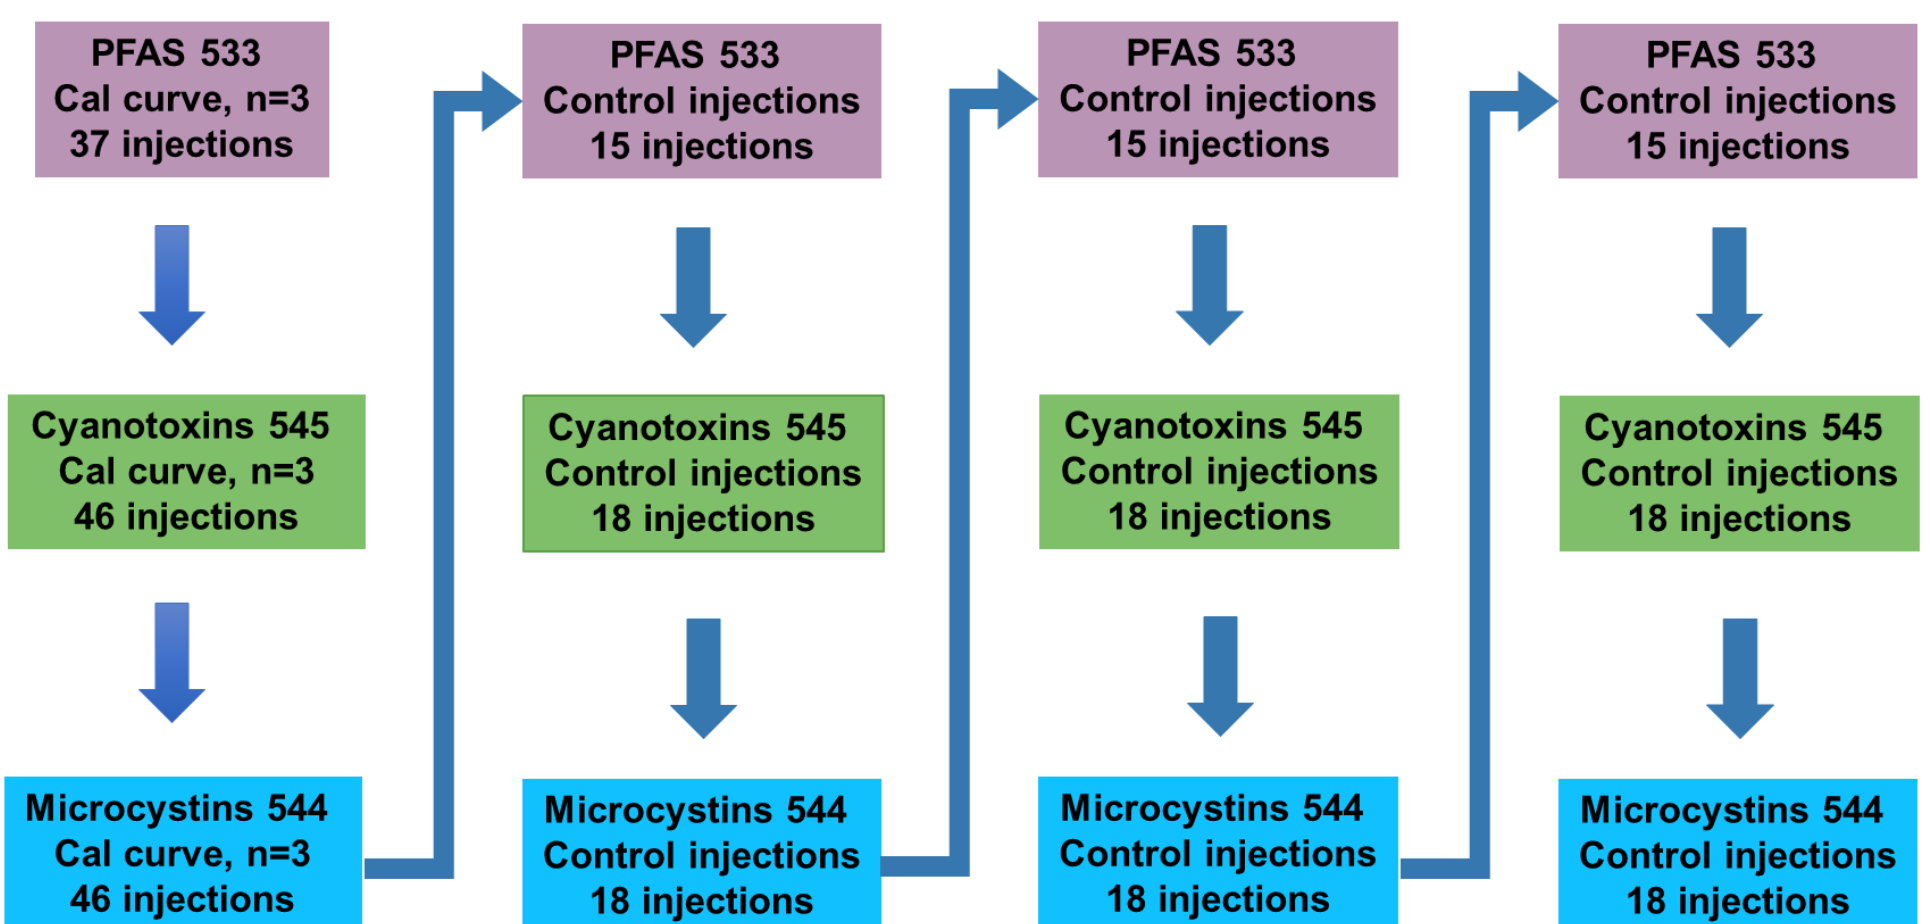 PFAS 533
Cal curve, n=3
37 injections
Cyanotoxins 545
Cal curve, n=3
46 injections
Microcystins 544
Cal curve, n=3
46 injections
PFAS 533
Control injections
15 injections
Cyanotoxins 545
Control injections
18 injections
Microcystins 544
Control injections
18 injections
PFAS 533
Control injections
15 injections
Cyanotoxins 545
Control injections
18 injections
Microcystins 544
Control injections
18 injections
PFAS 533
Control injections
15 injections
Cyanotoxins 545
Control injections
18 injections
Microcystins 544
Control injections
18 injections